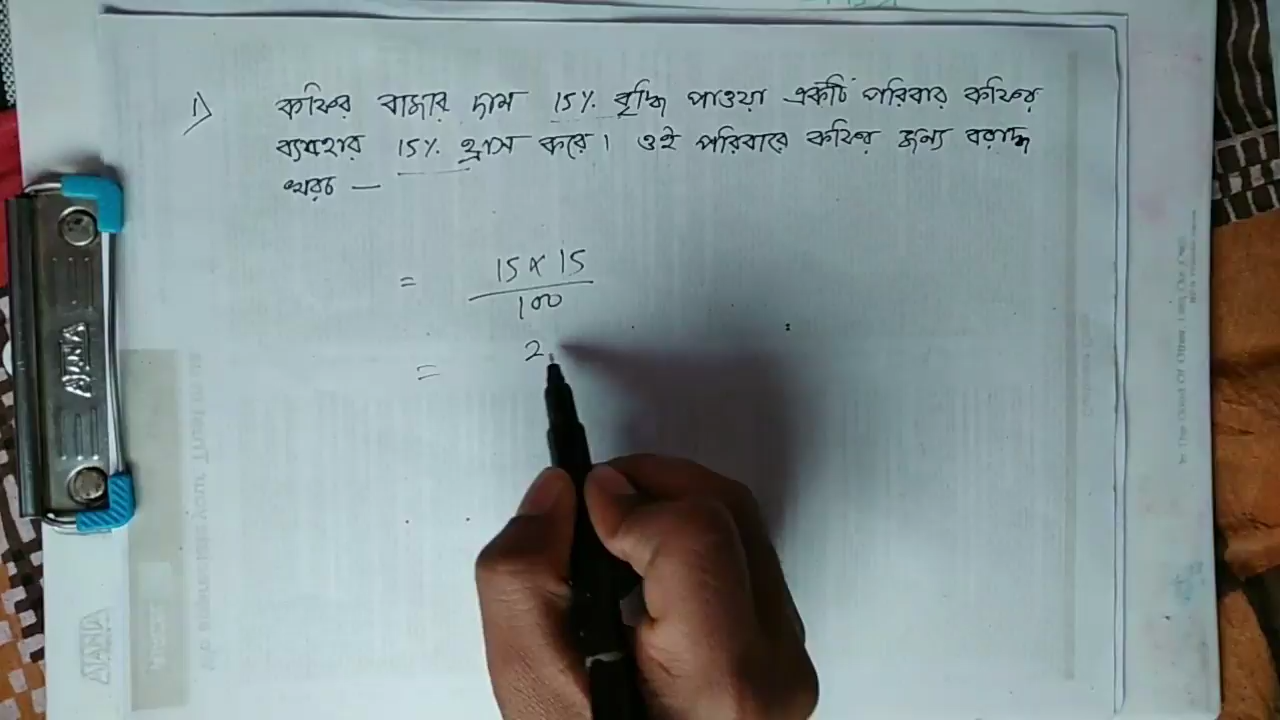 1) কফির বাজার দাম 15% বৃদ্ধি পাওয়া একটি পরিবার কফির
ব্যবহার 15% হ্রাস করে। ওই পরিবারে কফির জন্য বরাদ্দ
খরচ —
= 15 × 15
100
= 2.
AJANTA